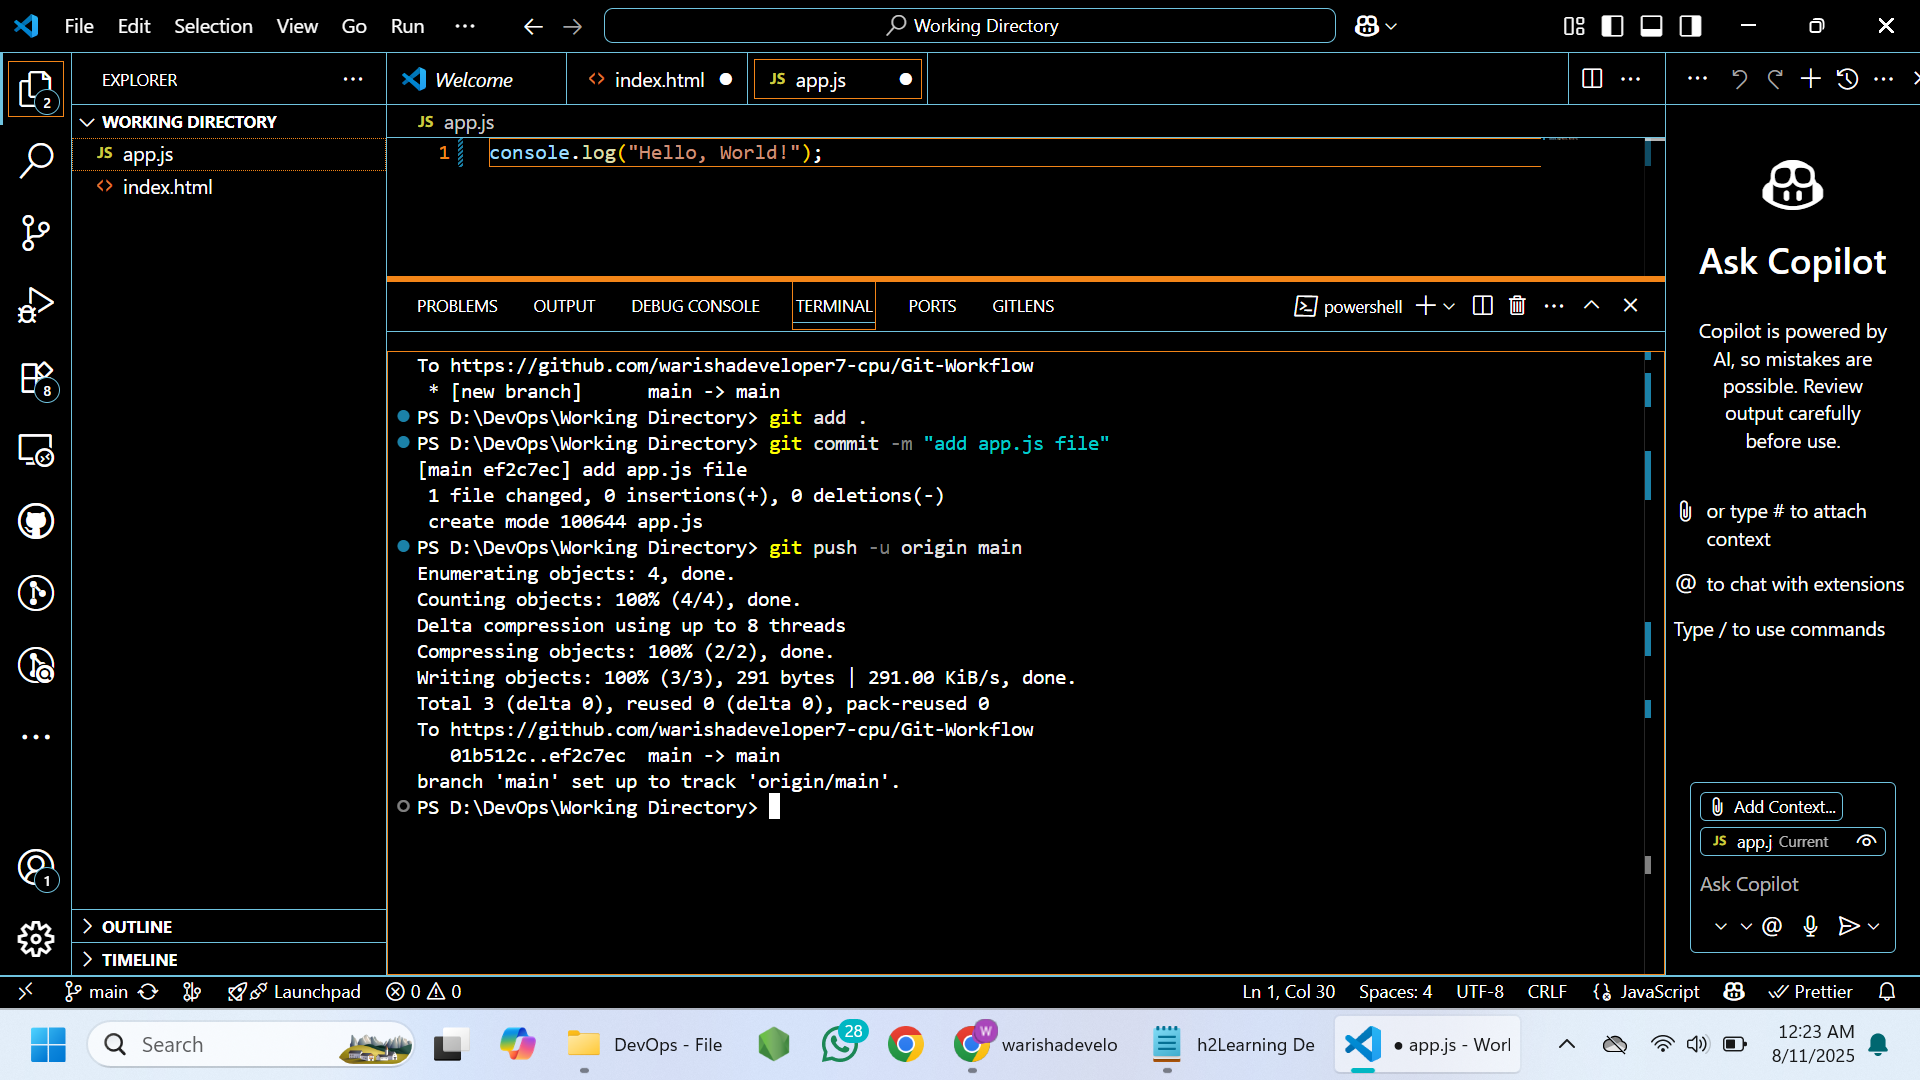 File Edit Selection View Go Run ··· Working Directory
EXPLORER
WORKING DIRECTORY
JS app.js
<> index.html
OUTLINE
TIMELINE
2
8
1
Welcome <> index.html JS app.js
JS app.js
1 console.log("Hello, World!");
PROBLEMS OUTPUT DEBUG CONSOLE TERMINAL PORTS GITLENS powershell
To https://github.com/warishadeveloper7-cpu/Git-Workflow
* [new branch] main -> main
PS D:\DevOps\Working Directory> git add .
PS D:\DevOps\Working Directory> git commit -m "add app.js file"
[main ef2c7ec] add app.js file
1 file changed, 0 insertions(+), 0 deletions(-)
create mode 100644 app.js
PS D:\DevOps\Working Directory> git push -u origin main
Enumerating objects: 4, done.
Counting objects: 100% (4/4), done.
Delta compression using up to 8 threads
Compressing objects: 100% (2/2), done.
Writing objects: 100% (3/3), 291 bytes | 291.00 KiB/s, done.
Total 3 (delta 0), reused 0 (delta 0), pack-reused 0
To https://github.com/warishadeveloper7-cpu/Git-Workflow
01b512c..ef2c7ec main -> main
branch 'main' set up to track 'origin/main'.
PS D:\DevOps\Working Directory>
Ask Copilot
Copilot is powered by
AI, so mistakes are
possible. Review
output carefully
before use.
or type # to attach
context
@ to chat with extensions
Type / to use commands
Add Context...
JS app.j Current
Ask Copilot
@
main Launchpad 0 0 Ln 1, Col 30 Spaces: 4 UTF-8 CRLF {} JavaScript Prettier
Search DevOps - File 28 W warishadevelo h2Learning De ● app.js - Worl
12:23 AM
8/11/2025